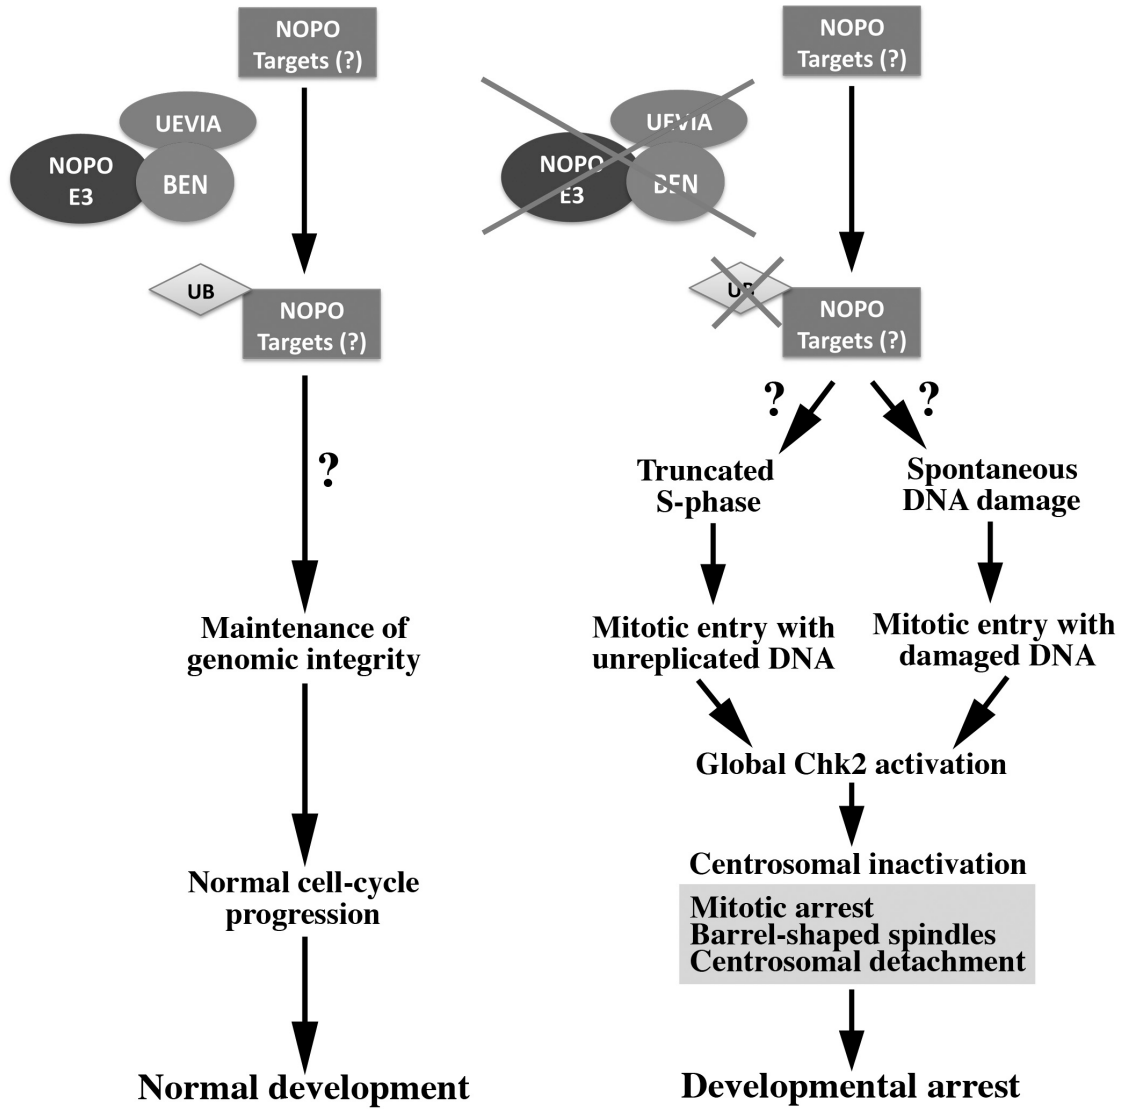 NOPO
Targets (?)
UEVIA
NOPO
E3
BEN
UB
NOPO
Targets (?)
?
Maintenance of
genomic integrity
Normal cell-cycle
progression
Normal development
NOPO
Targets (?)
UEVIA
NOPO
E3
BEN
UB
NOPO
Targets (?)
?
?
Truncated
S-phase
Spontaneous
DNA damage
Mitotic entry with
unreplicated DNA
Mitotic entry with
damaged DNA
Global Chk2 activation
Centrosomal inactivation
Mitotic arrest
Barrel-shaped spindles
Centrosomal detachment
Developmental arrest